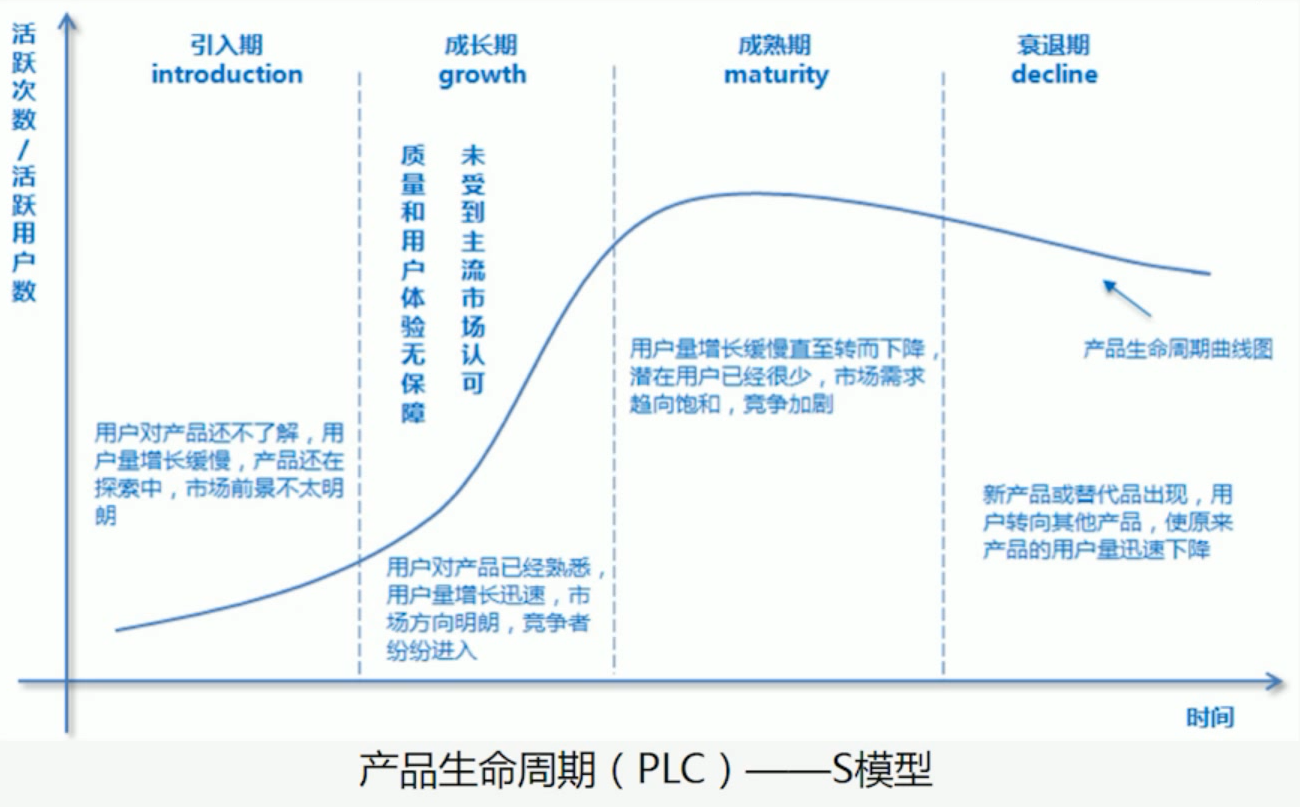 活跃次数/活跃用户数
引入期
introduction
成长期
growth
成熟期
maturity
衰退期
decline
质量和用户体验无保障
未受到主流市场认可
用户对产品还不了解，用
户量增长缓慢，产品还在
探索中，市场前景不太明
朗
用户对产品已经熟悉，
用户量增长迅速，市
场方向明朗，竞争者
纷纷进入
用户量增长缓慢直至转而下降，
潜在用户已经很少，市场需求
趋向饱和，竞争加剧
产品生命周期曲线图
新产品或替代品出现，用
户转向其他产品，使原来
产品的用户量迅速下降
时间
产品生命周期（PLC）——S模型